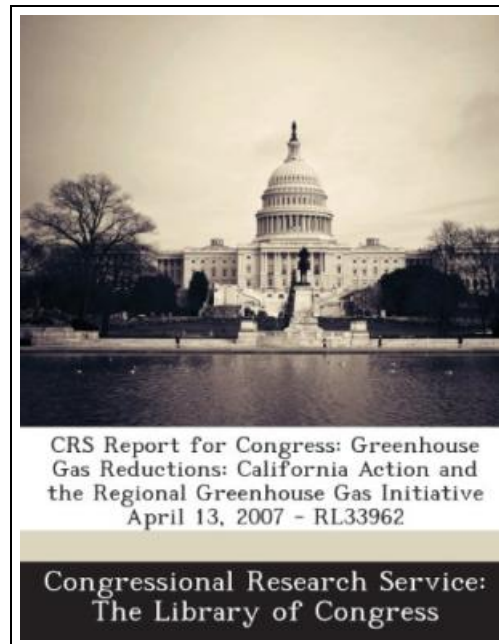 CRS Report for Congress: Greenhouse
Gas Reductions: California Action and
the Regional Greenhouse Gas Initiative
April 13, 2007 - RL33962
Congressional Research Service:
The Library of Congress